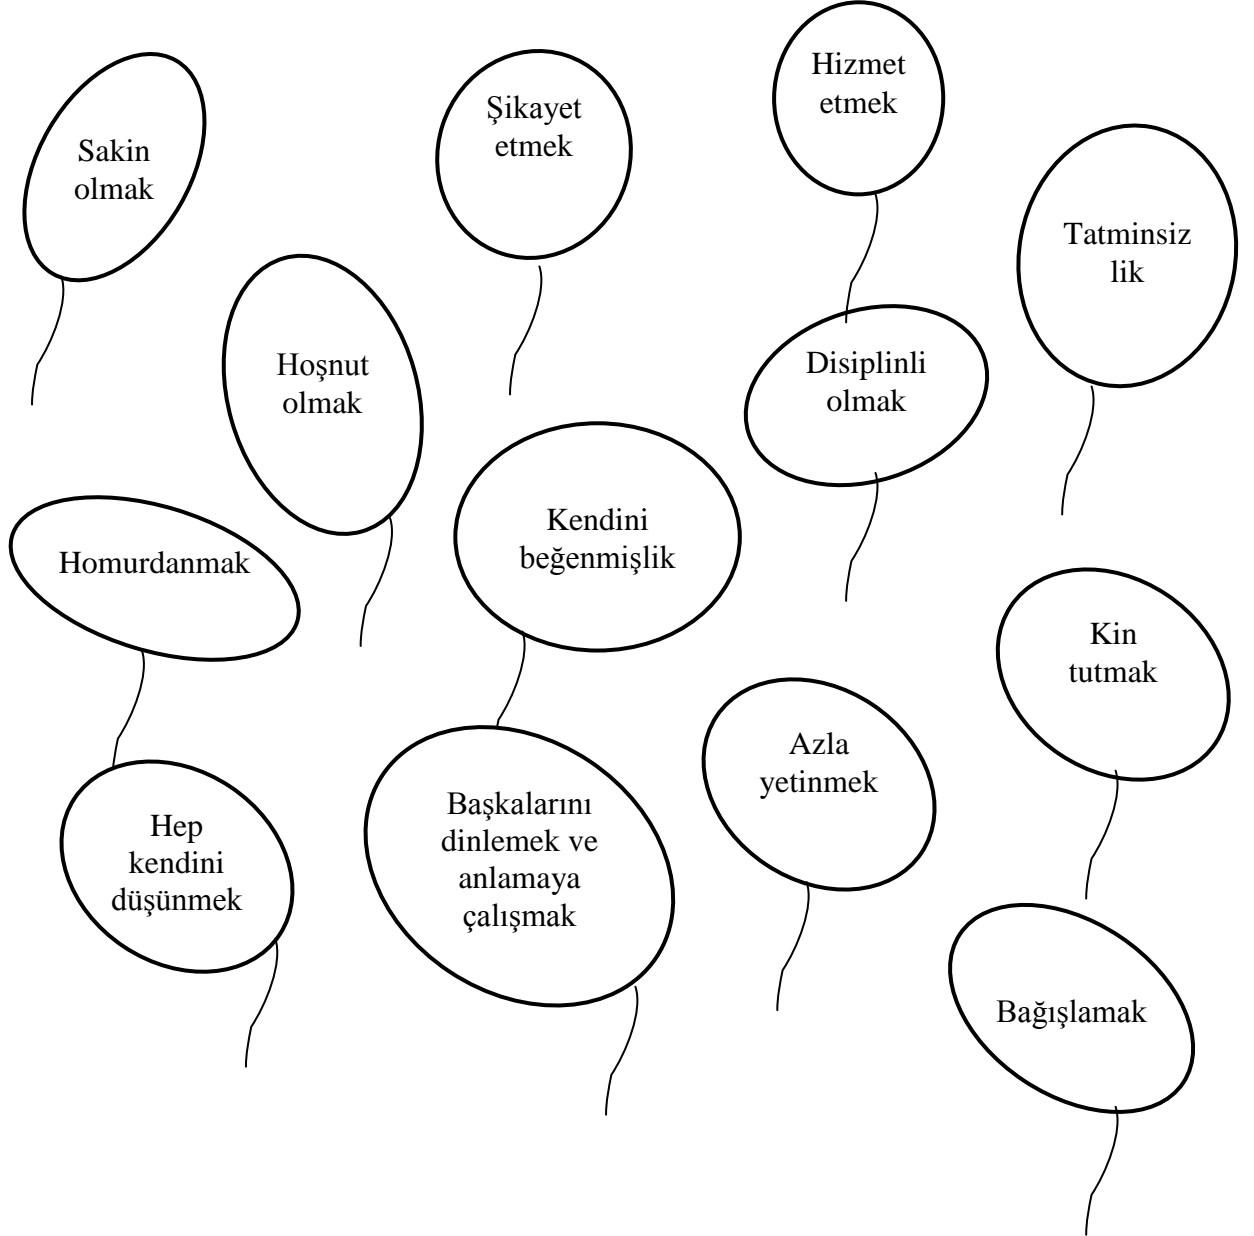 Hizmet
etmek
Şikayet
etmek
Sakin
olmak
Tatminsiz
lik
Hoşnut
olmak
Disiplinli
olmak
Kendini
beğenmişlik
Homurdanmak
Kin
tutmak
Azla
yetinmek
Hep
kendini
düşünmek
Başkalarını
dinlemek ve
anlamaya
çalışmak
Bağışlamak